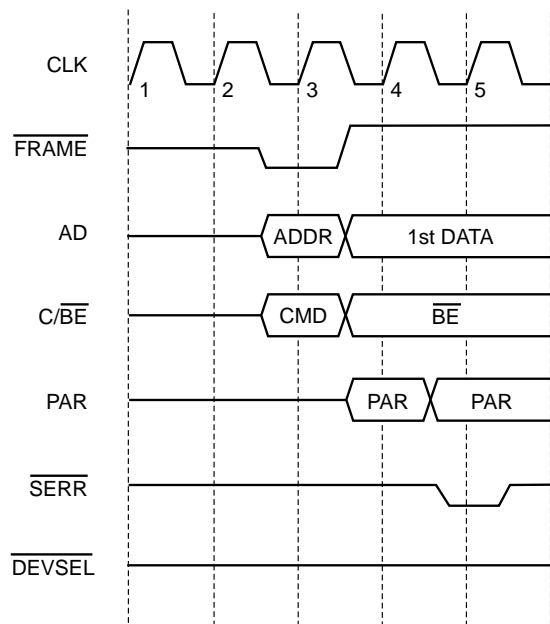 CLK
1 2 3 4 5
FRAME
AD ADDR 1st DATA
C/BE CMD BE
PAR PAR PAR
SERR
DEVSEL